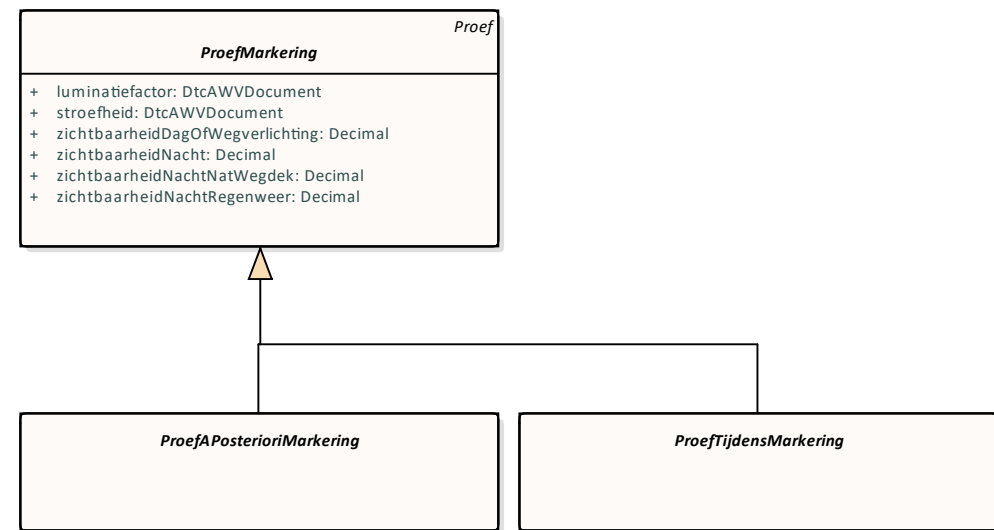 Proef
ProefMarkering
+ luminatiefactor: DtcAWVDocument
+ stroefheid: DtcAWVDocument
+ zichtbaarheidDagOfWegverlichting: Decimal
+ zichtbaarheidNacht: Decimal
+ zichtbaarheidNachtNatWegdek: Decimal
+ zichtbaarheidNachtRegenweer: Decimal
ProefAPosterioriMarkering
ProefTijdensMarkering